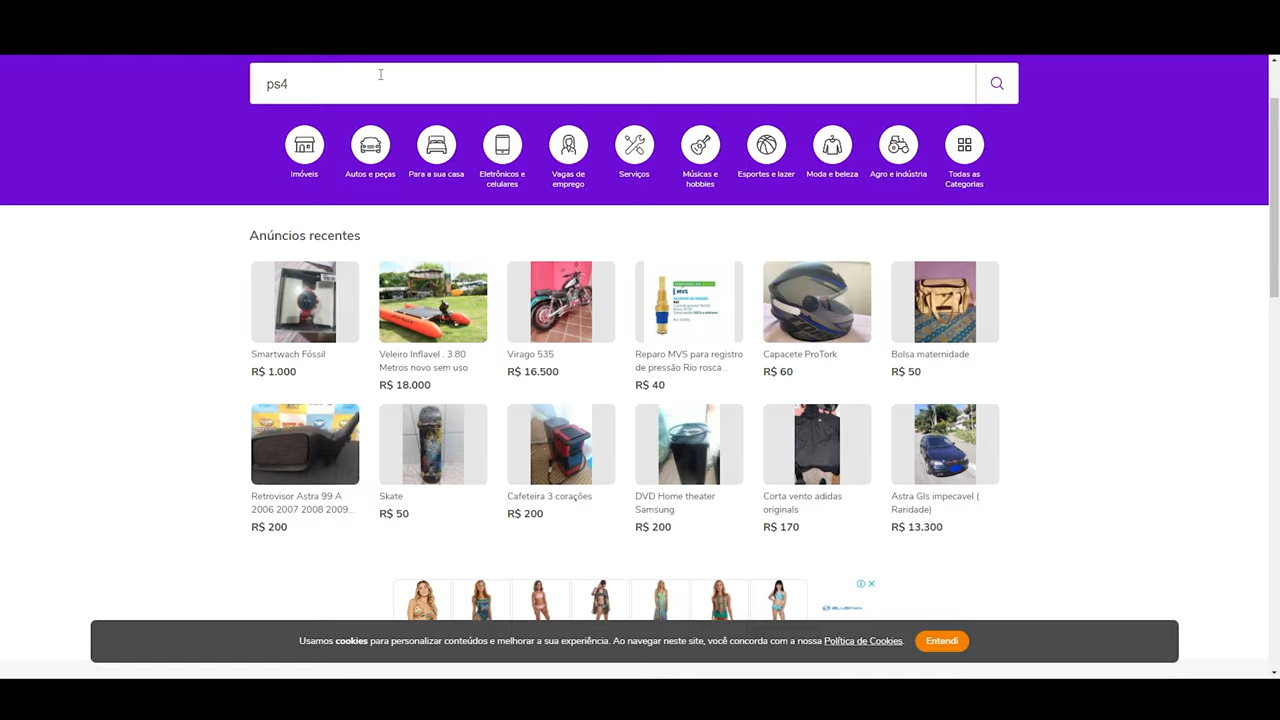 ps4
Imóveis
Autos e peças
Para a sua casa
Eletrônicos e
celulares
Vagas de
emprego
Serviços
Músicas e
hobbies
Esportes e lazer
Moda e beleza
Agro e indústria
Todas as
Categorias
Anúncios recentes
Smartwach Fóssil
R$ 1.000
Veleiro Inflavel . 3.80
Metros novo sem uso
R$ 18.000
Virago 535
R$ 16.500
MVS
Reparo MVS para registro
de pressão Rio rosca...
R$ 40
Capacete ProTork
R$ 60
Bolsa maternidade
R$ 50
Retrovisor Astra 99 A
2006 2007 2008 2009...
R$ 200
Skate
R$ 50
Cafeteira 3 corações
R$ 200
DVD Home theater
Samsung
R$ 200
Corta vento adidas
originals
R$ 170
Astra Gls impecavel (
Raridade)
R$ 13.300
BLUEMAN
Usamos cookies para personalizar conteúdos e melhorar a sua experiência. Ao navegar neste site, você concorda com a nossa Política de Cookies.
Entendi